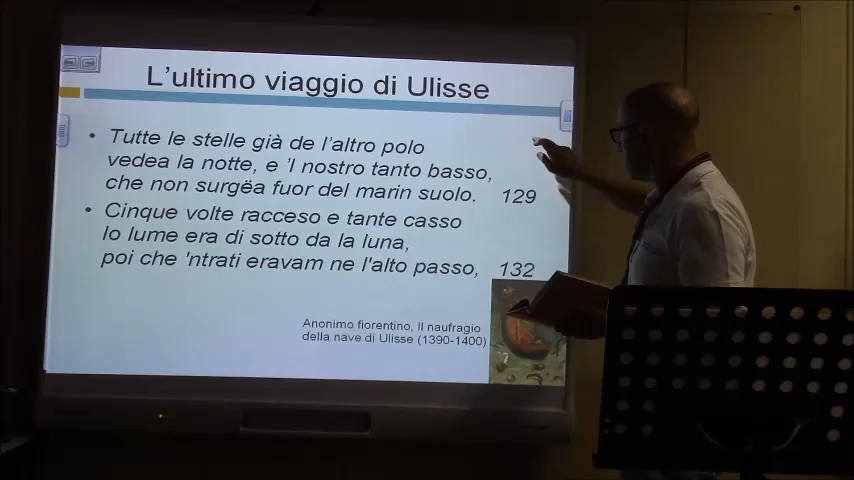 L'ultimo viaggio di Ulisse
• Tutte le stelle già de l'altro polo
vedea la notte, e 'l nostro tanto basso,
che non surgëa fuor del marin suolo. 129
• Cinque volte racceso e tante casso
lo lume era di sotto da la luna,
poi che 'ntrati eravam ne l'alto passo, 132
Anonimo fiorentino, Il naufragio
della nave di Ulisse (1390-1400)